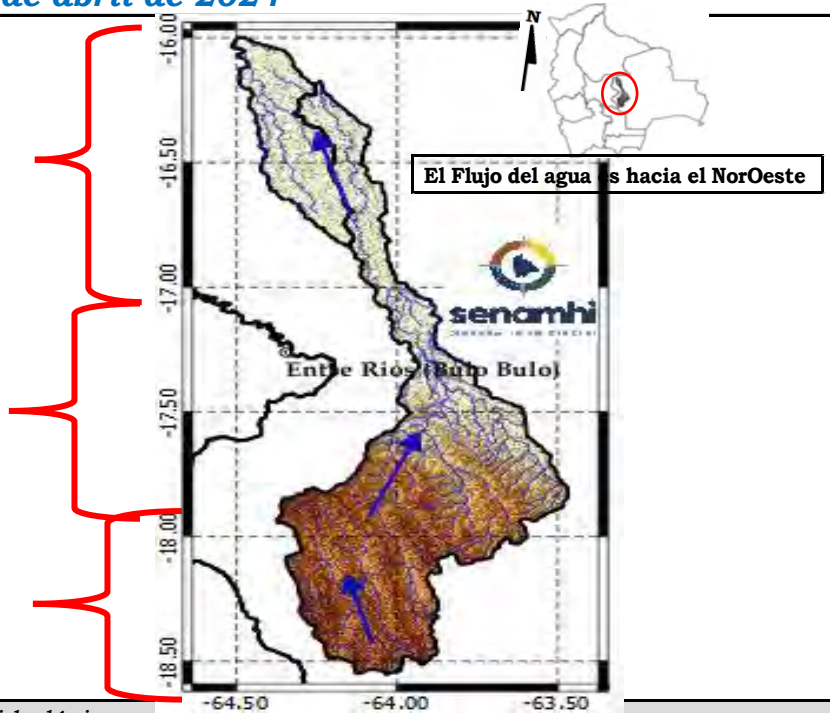 de abril de 2024
N
El Flujo del agua es hacia el NorOeste
senamhi
Entre Rios (Bulo Bulo)
-16.00
-16.50
-17.00
-17.50
-18.00
-18.50
-64.50 -64.00 -63.50